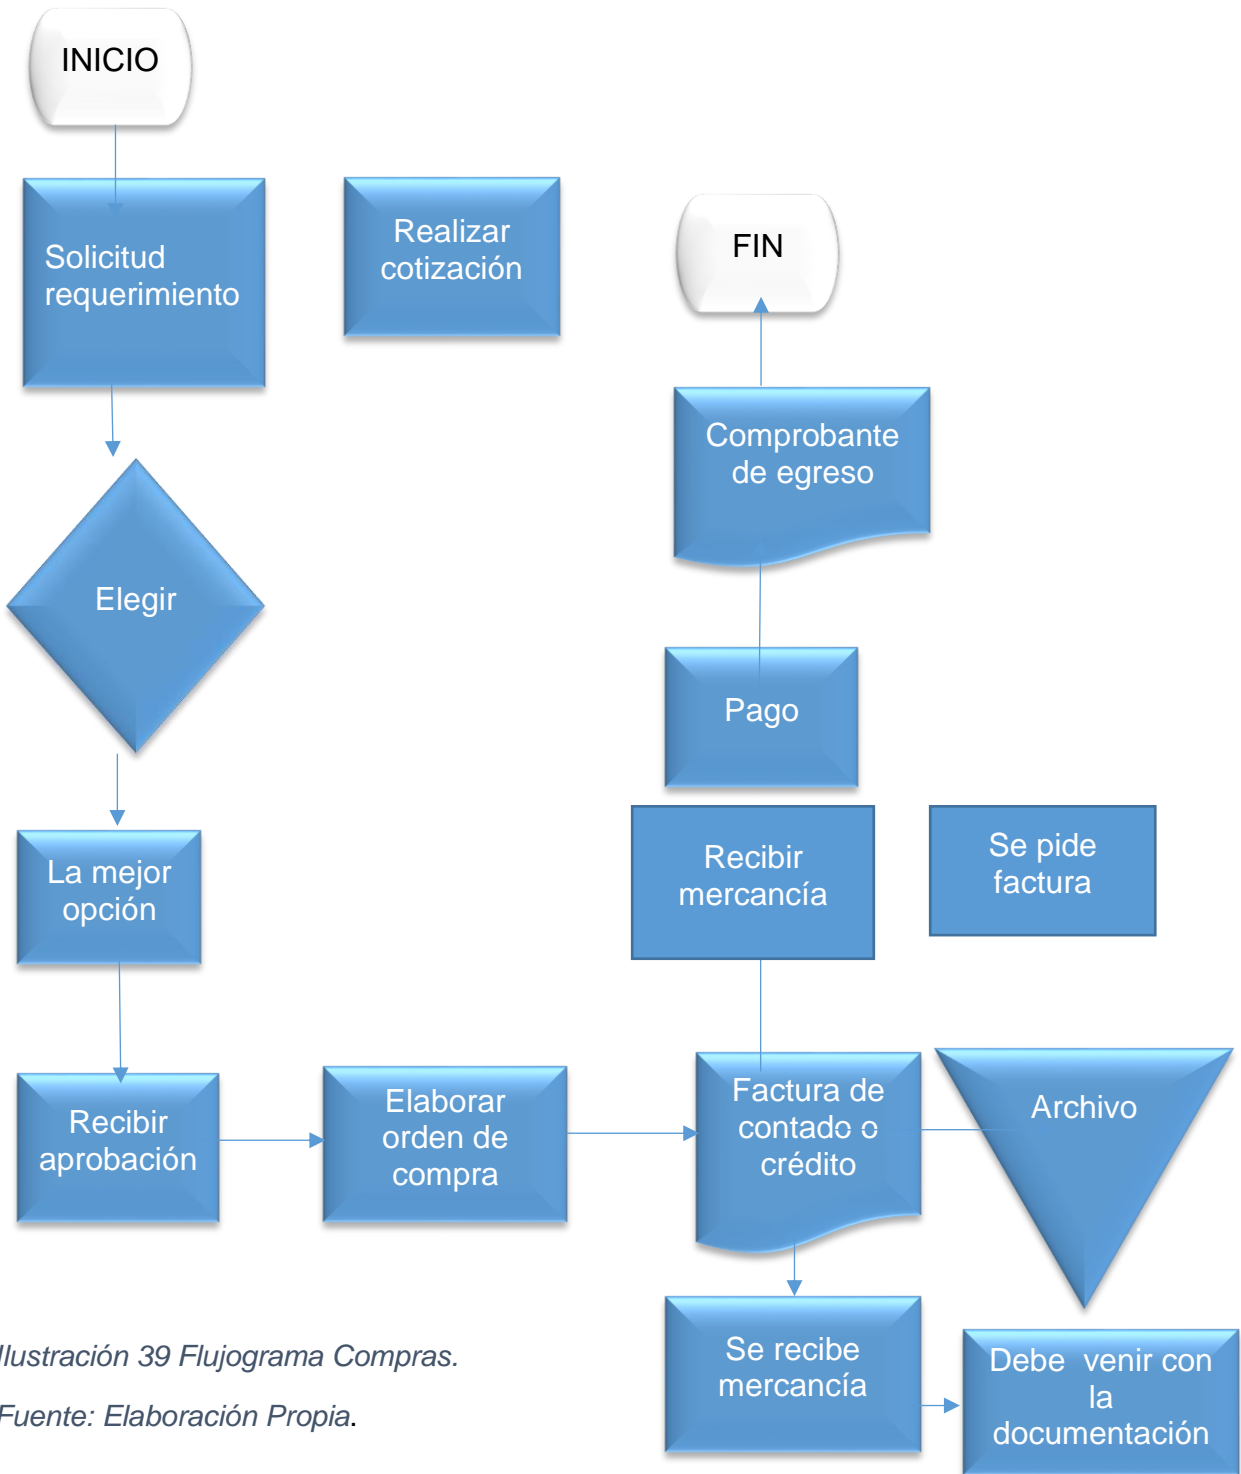 INICIO
Solicitud
requerimiento
Realizar
cotización
FIN
Comprobante
de egreso
Elegir
Pago
La mejor
opción
Recibir
mercancía
Se pide
factura
Recibir
aprobación
Elaborar
orden de
compra
Factura de
contado o
crédito
Archivo
Se recibe
mercancía
Debe venir con
la
documentación
Ilustración 39 Flujograma Compras.
Fuente: Elaboración Propia.